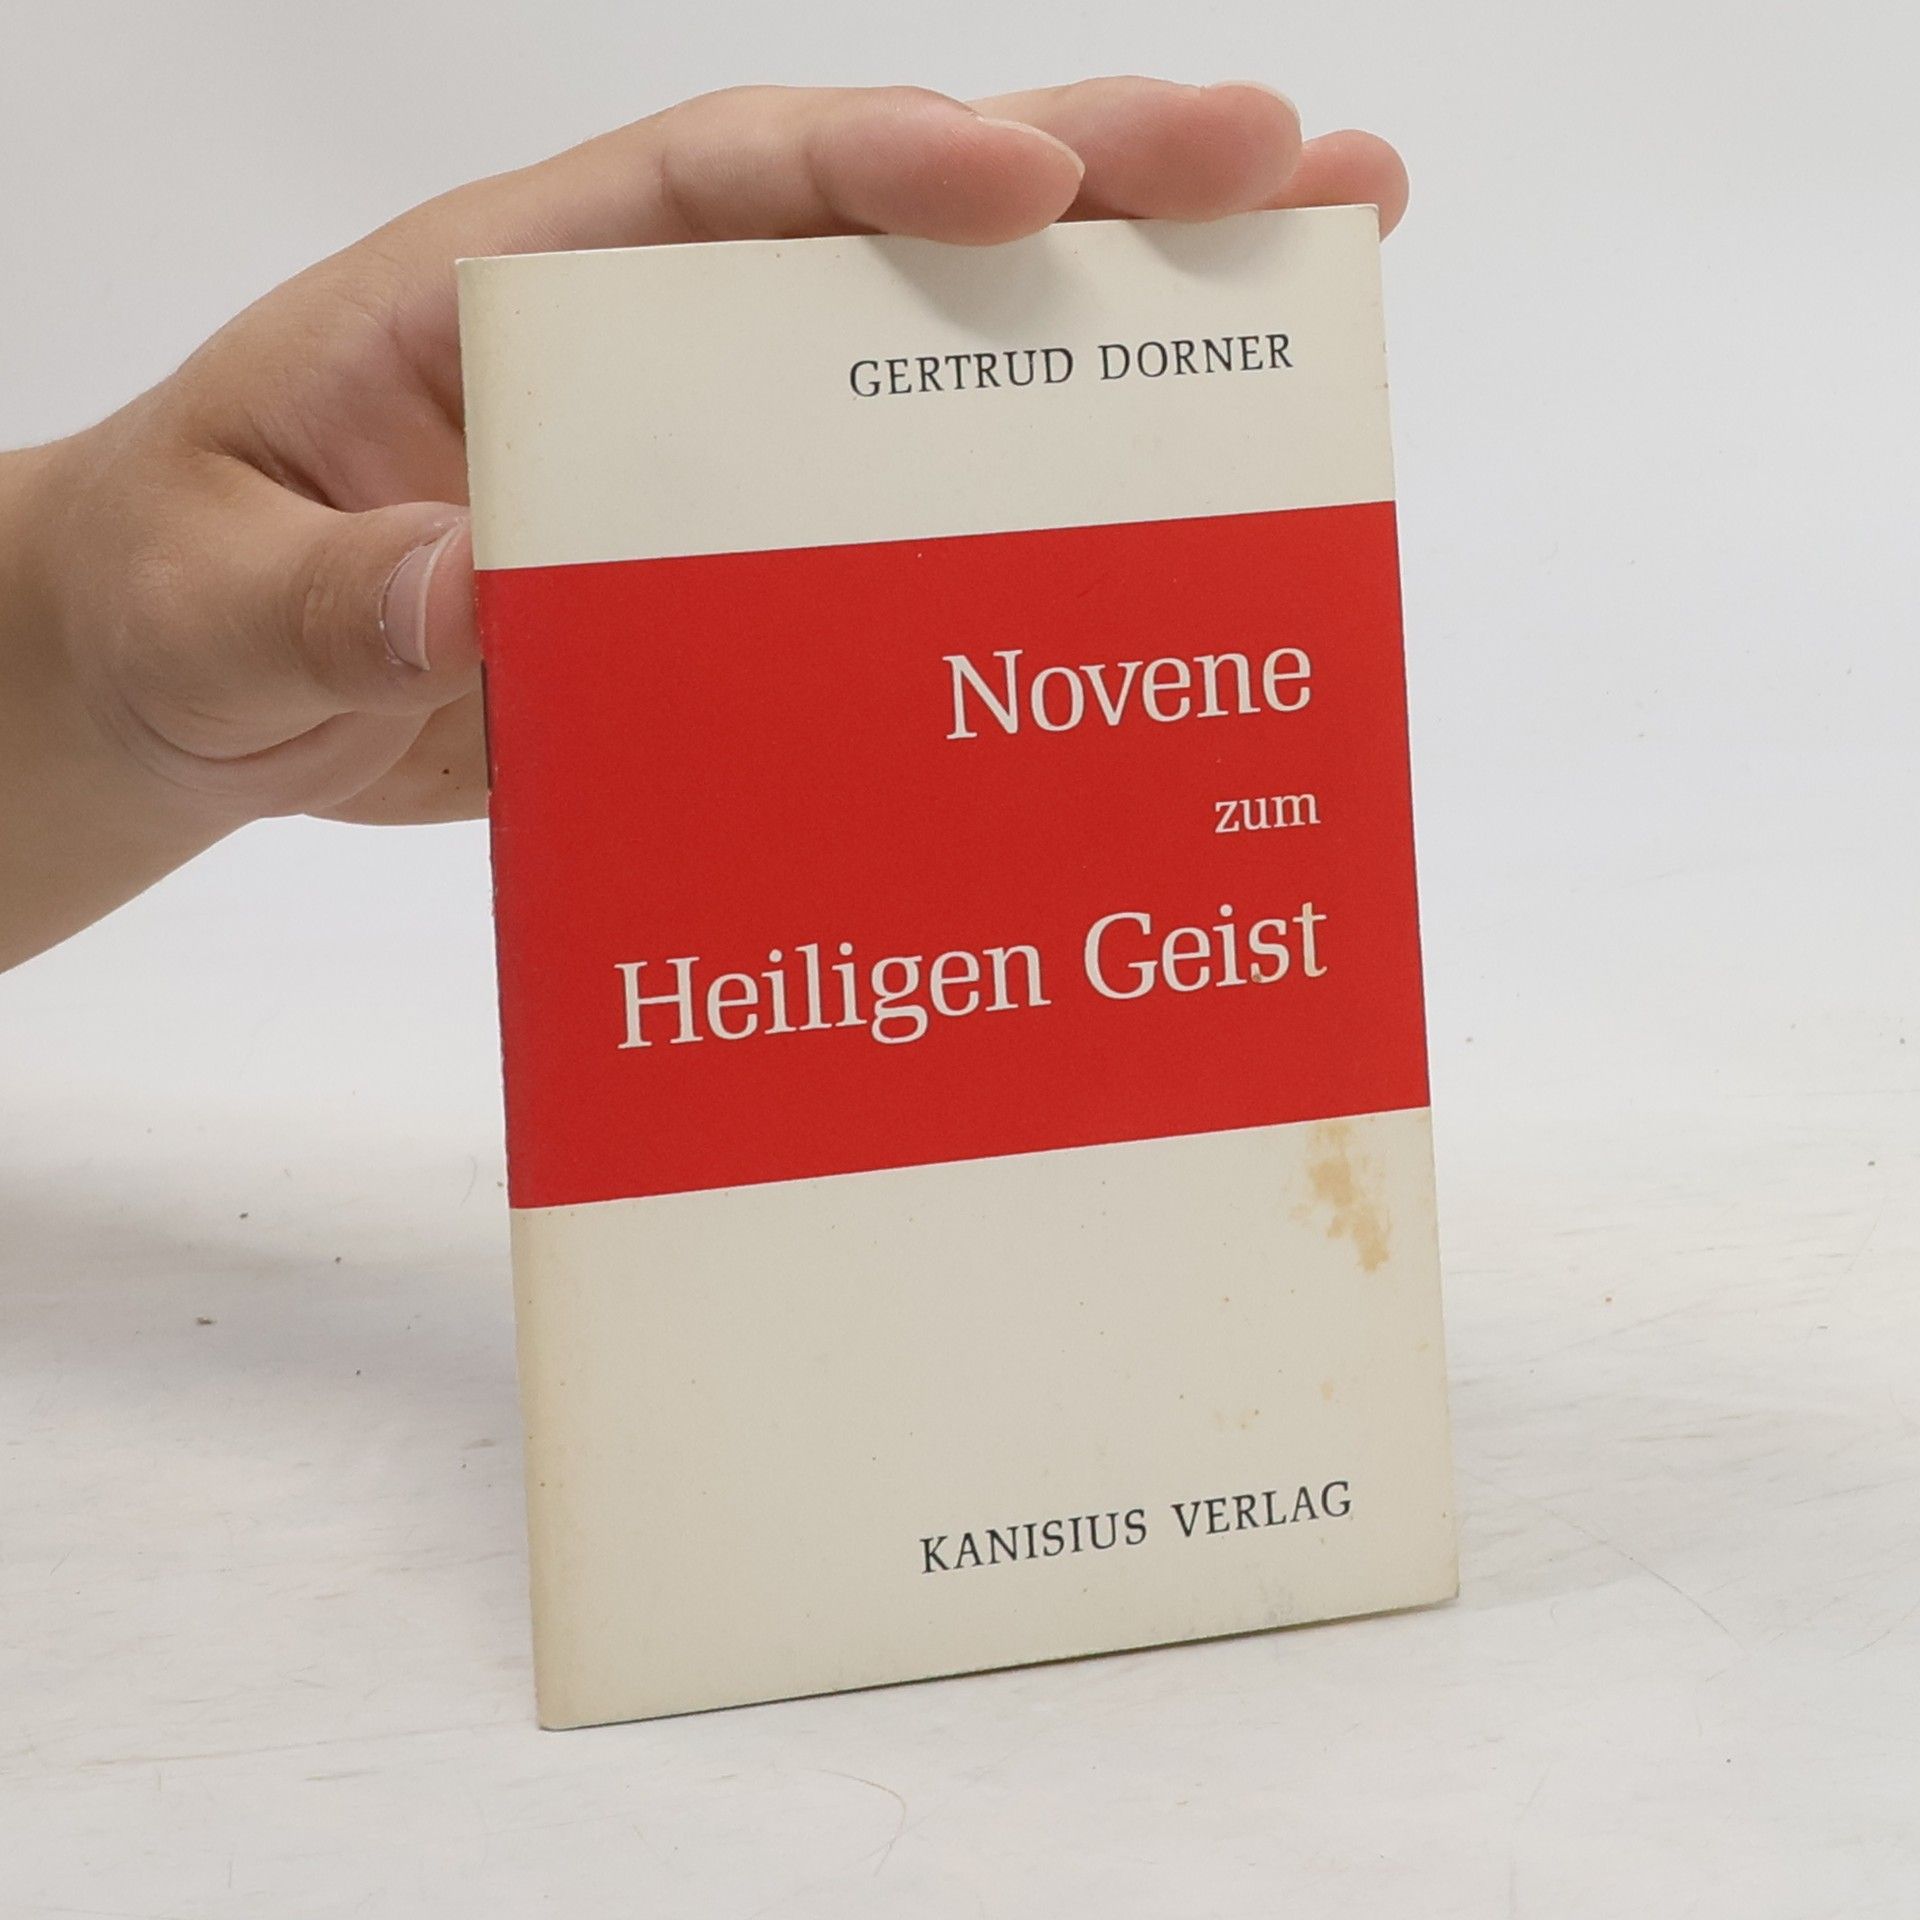 GERTRUD DORNER
Novene
zum
Heiligen Geist
KANISIUS VERLAG